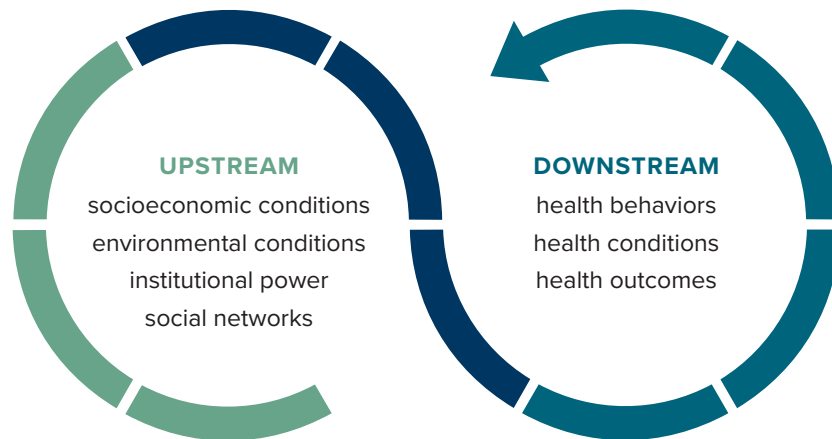 UPSTREAM
socioeconomic conditions
environmental conditions
institutional power
social networks
DOWNSTREAM
health behaviors
health conditions
health outcomes